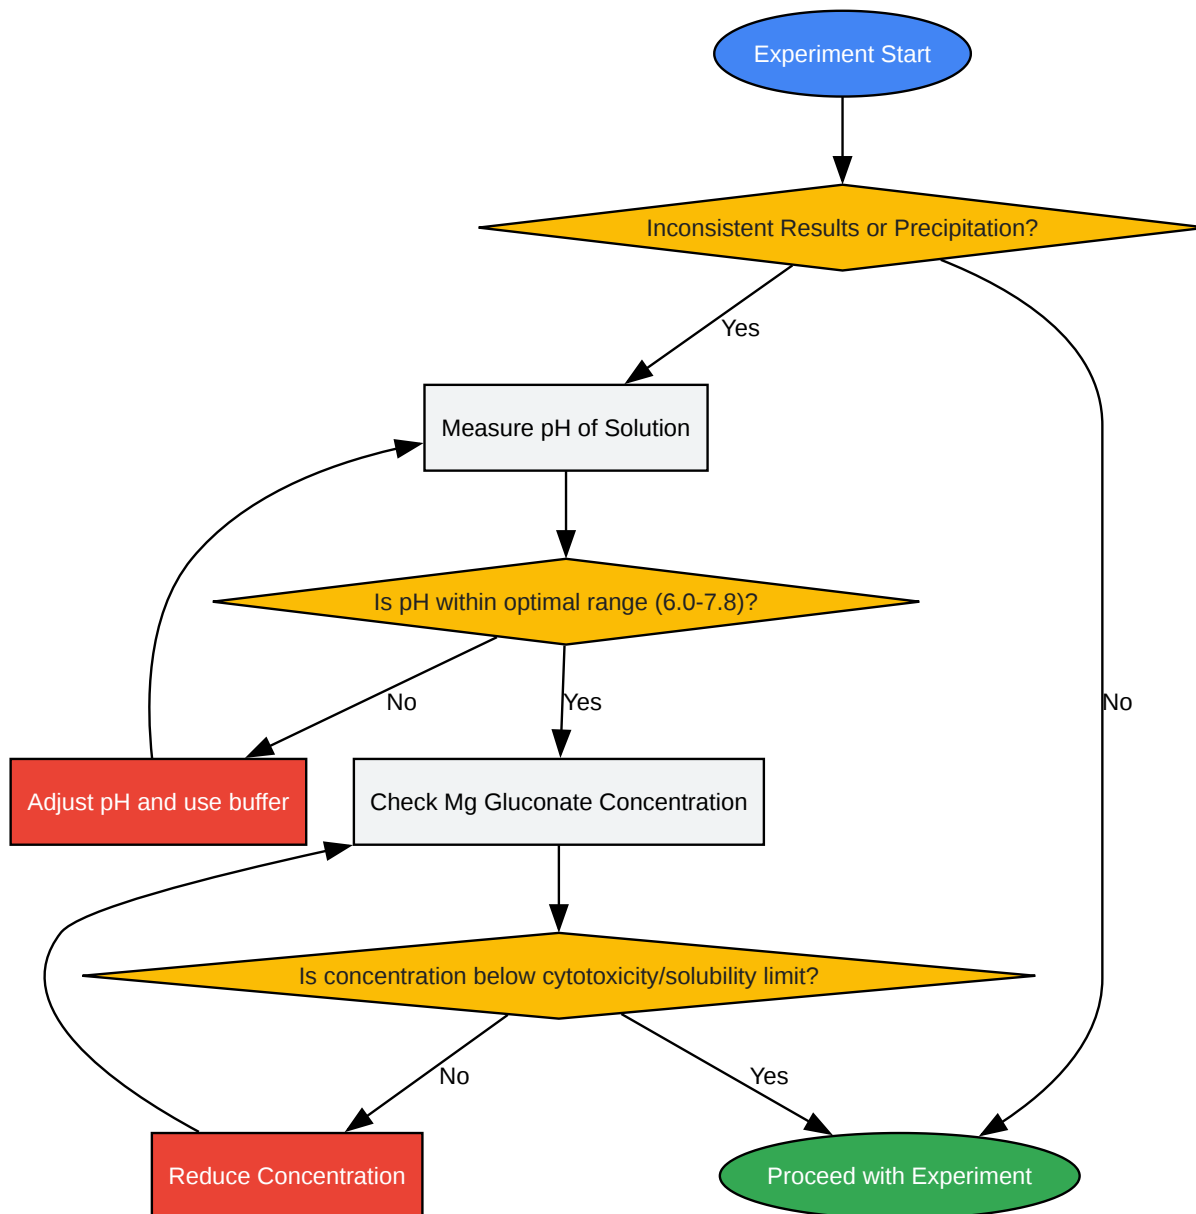 Experiment Start
Inconsistent Results or Precipitation?
Yes
Measure pH of Solution
Is pH within optimal range (6.0-7.8)?
No
Yes
No
Adjust pH and use buffer
Check Mg Gluconate Concentration
Is concentration below cytotoxicity/solubility limit?
No
Yes
Reduce Concentration
Proceed with Experiment